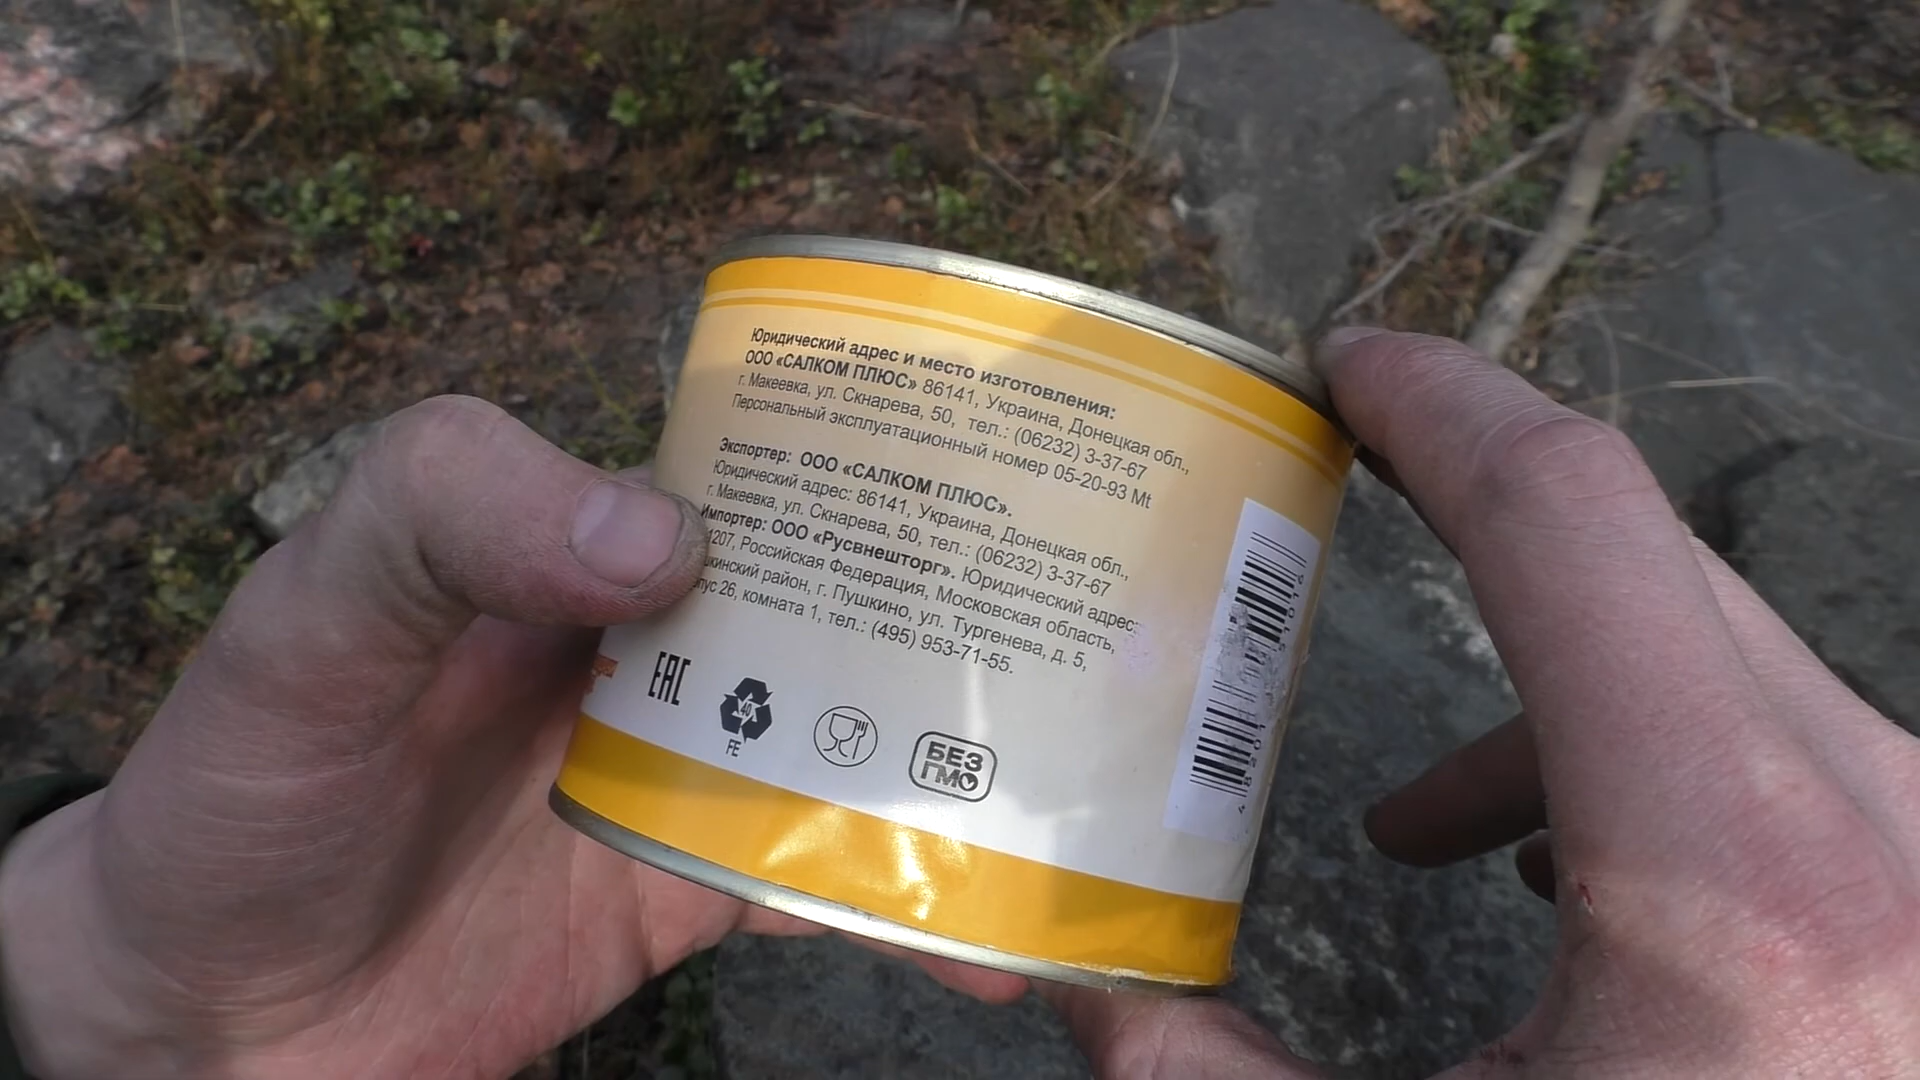 Юридический адрес и место изготовления:
ООО «САЛКОМ ПЛЮС» 86141, Украина, Донецкая обл.,
г. Макеевка, ул. Скнарева, 50, тел.: (06232) 3-37-67
Персональный эксплуатационный номер 05-20-93 Mt
Экспортер: ООО «САЛКОМ ПЛЮС».
Юридический адрес: 86141, Украина, Донецкая обл.,
г. Макеевка, ул. Скнарева, 50, тел.: (06232) 3-37-67
Импортер: ООО «Русвнешторг». Юридический адрес:
1207, Российская Федерация, Московская область,
район, г. Пушкино, ул. Тургенева, д. 5,
26, комната 1, тел.: (495) 953-71-55.
EAC
40
FE
БЕЗ
ГМО